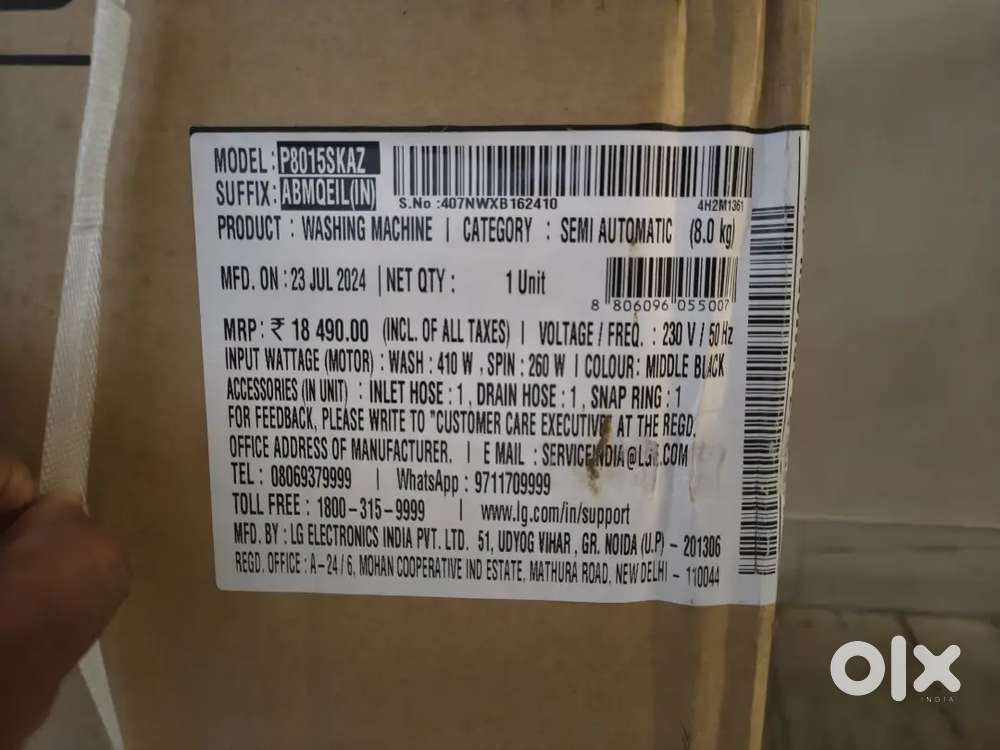 MODEL : P8015SKAZ
SUFFIX : ABMQEIL(IN)
S.No :407NWXB162410
4H2M1361
PRODUCT : WASHING MACHINE | CATEGORY : SEMI AUTOMATIC (8.0 kg)
MFD. ON : 23 JUL 2024 | NET QTY : 1 Unit
8 806096 055007
MRP : ₹ 18 490.00 (INCL. OF ALL TAXES) | VOLTAGE / FREQ. : 230 V / 50 Hz
INPUT WATTAGE (MOTOR) : WASH : 410 W , SPIN : 260 W | COLOUR: MIDDLE BLACK
ACCESSORIES (IN UNIT) : INLET HOSE : 1 , DRAIN HOSE : 1 , SNAP RING : 1
FOR FEEDBACK, PLEASE WRITE TO "CUSTOMER CARE EXECUTIVE" AT THE REGD.
OFFICE ADDRESS OF MANUFACTURER. | E MAIL : SERVICEINDIA@LGE.COM
TEL : 08069379999 | WhatsApp : 9711709999
TOLL FREE : 1800-315-9999 | www.lg.com/in/support
MFD. BY : LG ELECTRONICS INDIA PVT. LTD. 51, UDYOG VIHAR , GR. NOIDA (U.P) - 201306
REGD. OFFICE : A-24/6, MOHAN COOPERATIVE IND ESTATE, MATHURA ROAD, NEW DELHI - 110044
olx
INDIA